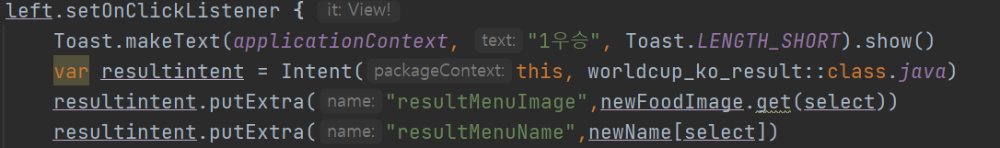 left.setOnClickListener { it: View!
Toast.makeText(applicationContext, text: "1우승", Toast.LENGTH_SHORT).show()
var resultintent = Intent( packageContext: this, worldcup_ko_result::class.java)
resultintent.putExtra( name: "resultMenuImage",newFoodImage.get(select))
resultintent.putExtra( name: "resultMenuName",newName[select])